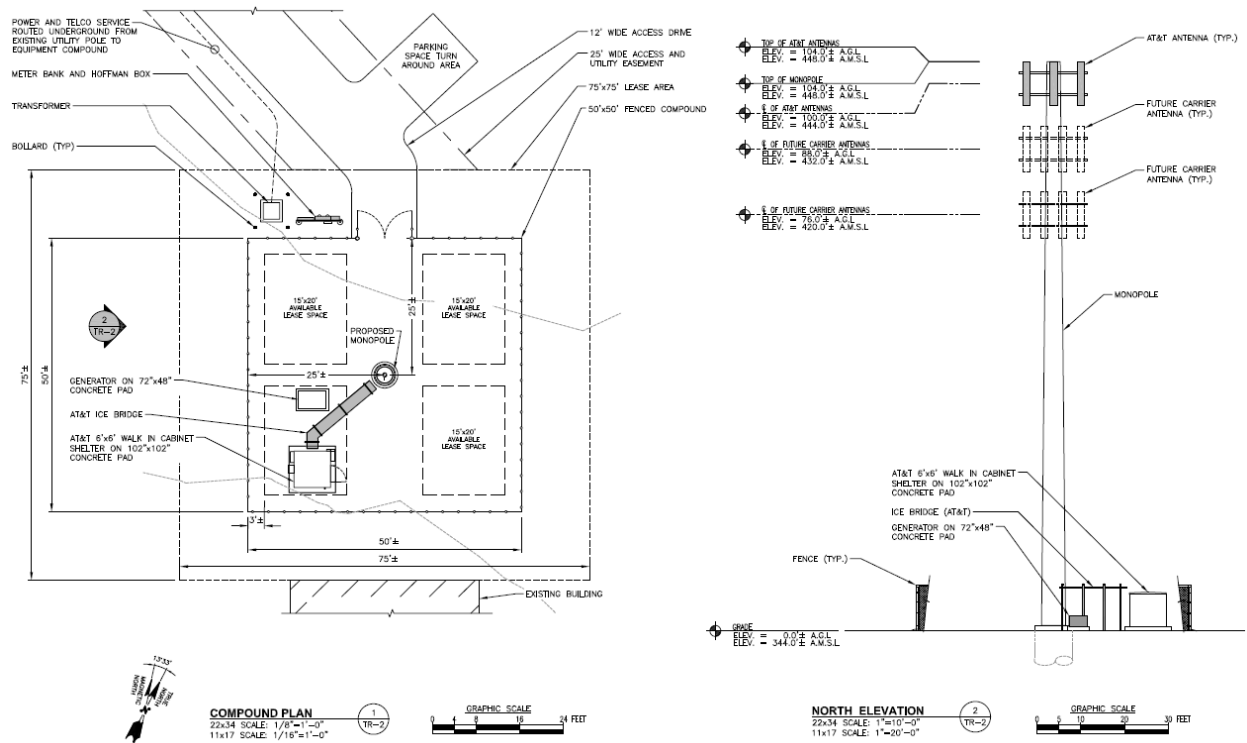 POWER AND TELCO SERVICE
ROUTED UNDERGROUND FROM
EXISTING UTILITY POLE TO
EQUIPMENT COMPOUND
METER BANK AND HOFFMAN BOX
TRANSFORMER
BOLLARD (TYP)
PARKING
SPACE TURN
AROUND AREA
12' WIDE ACCESS DRIVE
25' WIDE ACCESS AND
UTILITY EASEMENT
75'x75' LEASE AREA
50'x50' FENCED COMPOUND
15'x20'
AVAILABLE
LEASE SPACE
15'x20'
AVAILABLE
LEASE SPACE
25'±
PROPOSED
MONOPOLE
2
TR-2
75'±
50'±
25'±
GENERATOR ON 72"x48"
CONCRETE PAD
AT&T ICE BRIDGE
AT&T 6'x6' WALK IN CABINET
SHELTER ON 102"x102"
CONCRETE PAD
15'x20'
AVAILABLE
LEASE SPACE
3'±
50'±
75'±
EXISTING BUILDING
13°33'
TRUE
NORTH
MAGNETIC
NORTH
COMPOUND PLAN
22x34 SCALE: 1/8"=1'-0"
11x17 SCALE: 1/16"=1'-0"
1
TR-2
GRAPHIC SCALE
0 4 8 16 24 FEET
TOP OF AT&T ANTENNAS
ELEV. = 104.0'± A.G.L
ELEV. = 448.0'± A.M.S.L
TOP OF MONOPOLE
ELEV. = 104.0'± A.G.L
ELEV. = 448.0'± A.M.S.L
℄ OF AT&T ANTENNAS
ELEV. = 100.0'± A.G.L
ELEV. = 444.0'± A.M.S.L
℄ OF FUTURE CARRIER ANTENNAS
ELEV. = 88.0'± A.G.L
ELEV. = 432.0'± A.M.S.L
℄ OF FUTURE CARRIER ANTENNAS
ELEV. = 76.0'± A.G.L
ELEV. = 420.0'± A.M.S.L
AT&T ANTENNA (TYP.)
FUTURE CARRIER
ANTENNA (TYP.)
FUTURE CARRIER
ANTENNA (TYP.)
MONOPOLE
AT&T 6'x6' WALK IN CABINET
SHELTER ON 102"x102"
CONCRETE PAD
ICE BRIDGE (AT&T)
GENERATOR ON 72"x48"
CONCRETE PAD
FENCE (TYP.)
GRADE
ELEV. = 0.0'± A.G.L
ELEV. = 344.0'± A.M.S.L
NORTH ELEVATION
22x34 SCALE: 1"=10'-0"
11x17 SCALE: 1"=20'-0"
2
TR-2
GRAPHIC SCALE
0 5 10 20 30 FEET